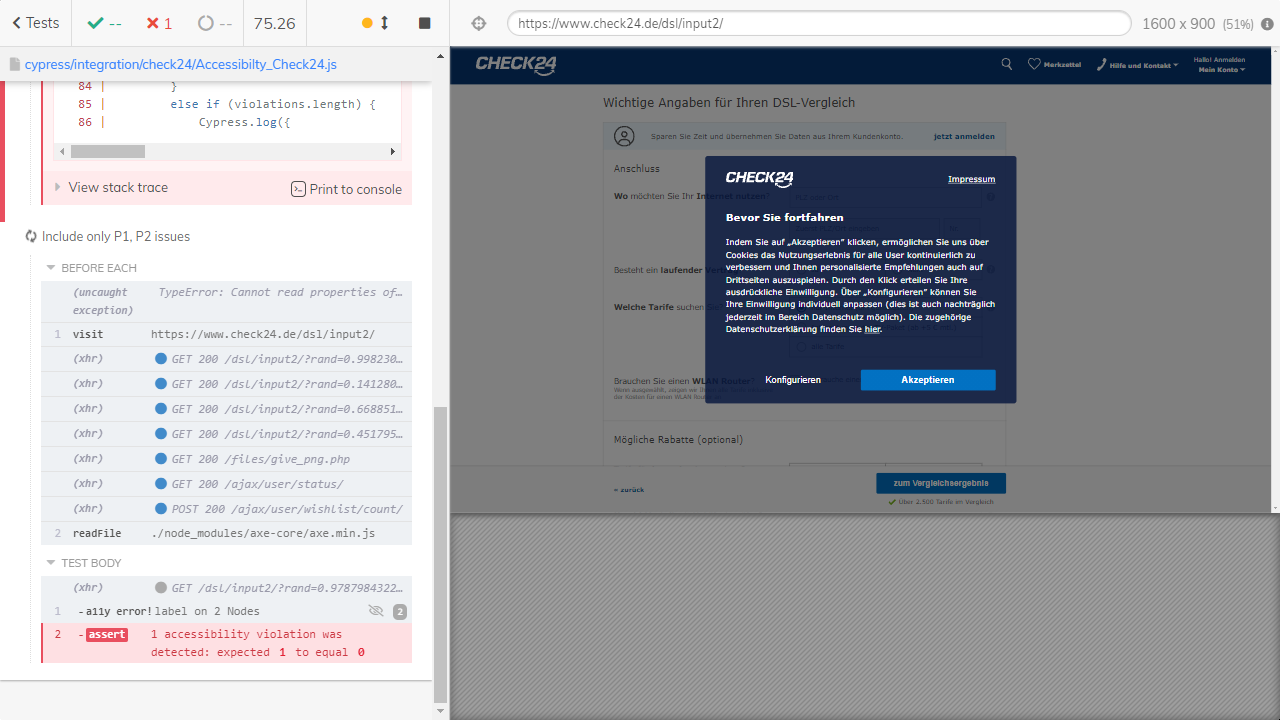 Tests
--
1
--
75.26
https://www.check24.de/dsl/input2/
1600 x 900 (51%)
cypress/integration/check24/Accessibilty_Check24.js
84 | }
85 | else if (violations.length) {
86 | Cypress.log({
View stack trace
Print to console
Include only P1, P2 issues
BEFORE EACH
(uncaught exception) TypeError: Cannot read properties of…
1 visit https://www.check24.de/dsl/input2/
(xhr) GET 200 /dsl/input2/?rand=0.998230…
(xhr) GET 200 /dsl/input2/?rand=0.141280…
(xhr) GET 200 /dsl/input2/?rand=0.668851…
(xhr) GET 200 /dsl/input2/?rand=0.451795…
(xhr) GET 200 /files/give_png.php
(xhr) GET 200 /ajax/user/status/
(xhr) POST 200 /ajax/user/wishlist/count/
2 readFile ./node_modules/axe-core/axe.min.js
TEST BODY
(xhr) GET /dsl/input2/?rand=0.9787984322…
1 -a11y error! label on 2 Nodes 2
2 -assert 1 accessibility violation was
detected: expected 1 to equal 0
CHECK24
Merkzettel
Hilfe und Kontakt
Hallo! Anmelden
Mein Konto
Wichtige Angaben für Ihren DSL-Vergleich
Sparen Sie Zeit und übernehmen Sie Daten aus Ihrem Kundenkonto.
jetzt anmelden
Anschluss
Wo möchten Sie Ihr Internet nutzen?
Besteht ein laufender
Welche Tarife suchen
Brauchen Sie einen WLAN Router?
Mögliche Rabatte (optional)
« zurück
zum Vergleichsergebnis
Über 2.500 Tarife im Vergleich
CHECK24
Impressum
Bevor Sie fortfahren
Indem Sie auf „Akzeptieren” klicken, ermöglichen Sie uns über
Cookies das Nutzungserlebnis für alle User kontinuierlich zu
verbessern und Ihnen personalisierte Empfehlungen auch auf
Drittseiten auszuspielen. Durch den Klick erteilen Sie Ihre
ausdrückliche Einwilligung. Über „Konfigurieren” können Sie
Ihre Einwilligung individuell anpassen (dies ist auch nachträglich
jederzeit im Bereich Datenschutz möglich). Die zugehörige
Datenschutzerklärung finden Sie hier.
Konfigurieren
Akzeptieren